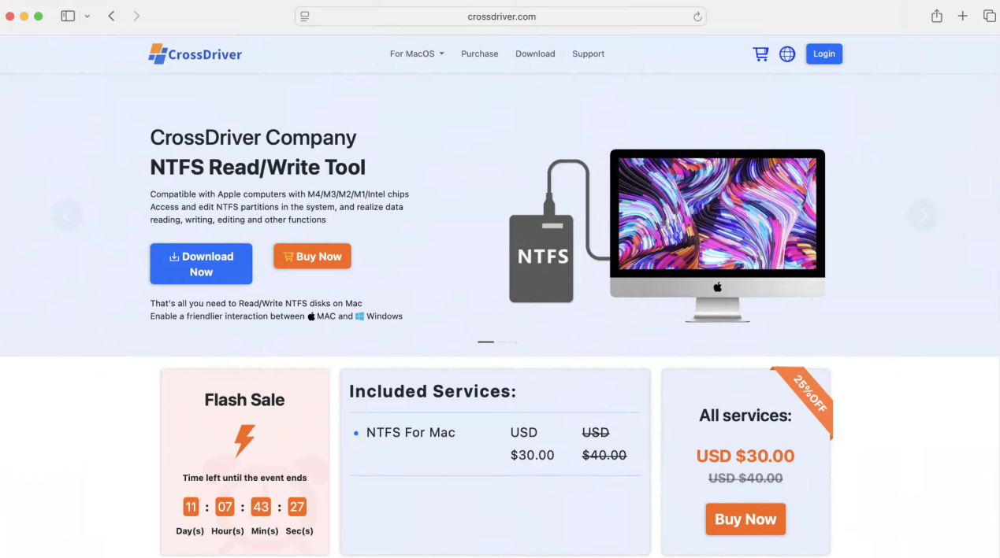 crossdriver.com
CrossDriver
For MacOS
Purchase
Download
Support
Login
CrossDriver Company
NTFS Read/Write Tool
Compatible with Apple computers with M4/M3/M2/M1/Intel chips
Access and edit NTFS partitions in the system, and realize data
reading, writing, editing and other functions
Download
Now
Buy Now
That's all you need to Read/Write NTFS disks on Mac
Enable a friendlier interaction between MAC and Windows
NTFS
Flash Sale
Time left until the event ends
11 : 07 : 43 : 27
Day(s) Hour(s) Min(s) Sec(s)
Included Services:
NTFS For Mac
USD
$30.00
USD
$40.00
25%OFF
All services:
USD $30.00
USD $40.00
Buy Now